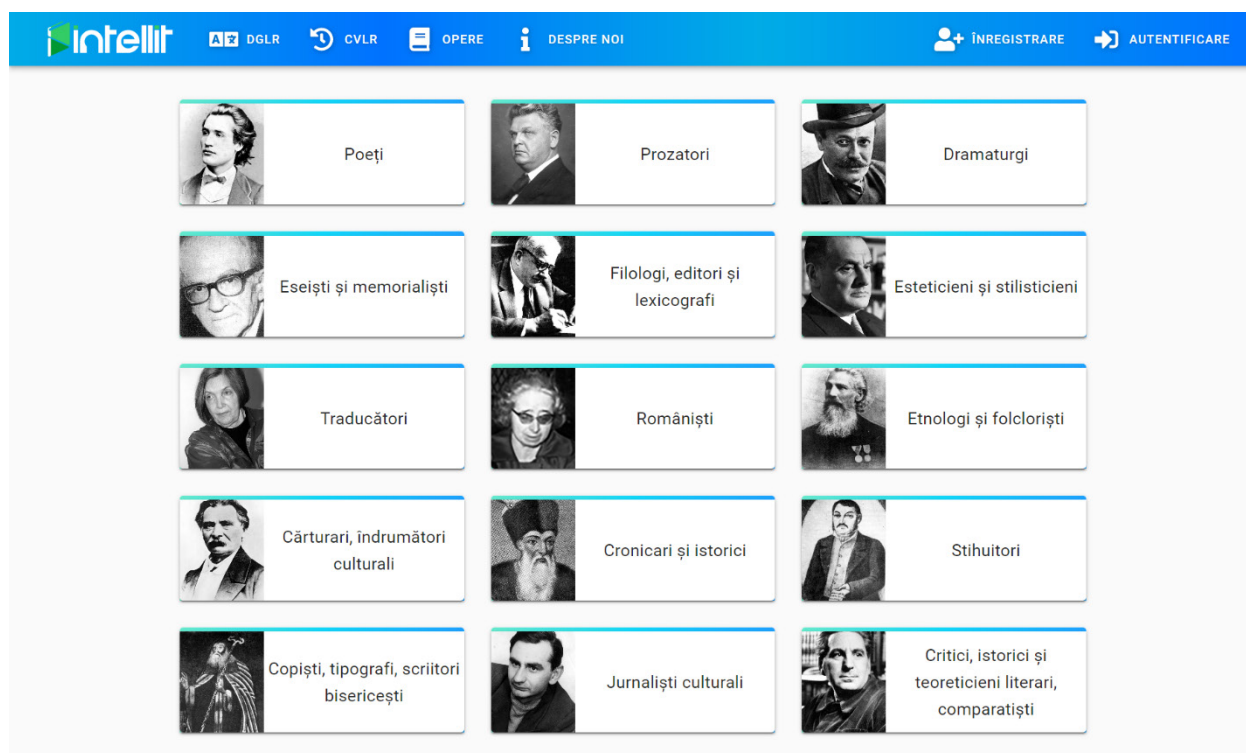 intellit
DGLR
CVLR
OPERE
DESPRE NOI
ÎNREGISTRARE
AUTENTIFICARE
Poeți
Prozatori
Dramaturgi
Eseiști și memorialiști
Filologi, editori și
lexicografi
Esteticieni și stilisticieni
Traducători
Româniști
Etnologi și folcloriști
Cărturari, îndrumători
culturali
Cronicari și istorici
Stihuitori
Copiști, tipografi, scriitori
bisericești
Jurnaliști culturali
Critici, istorici și
teoreticieni literari,
comparatiști